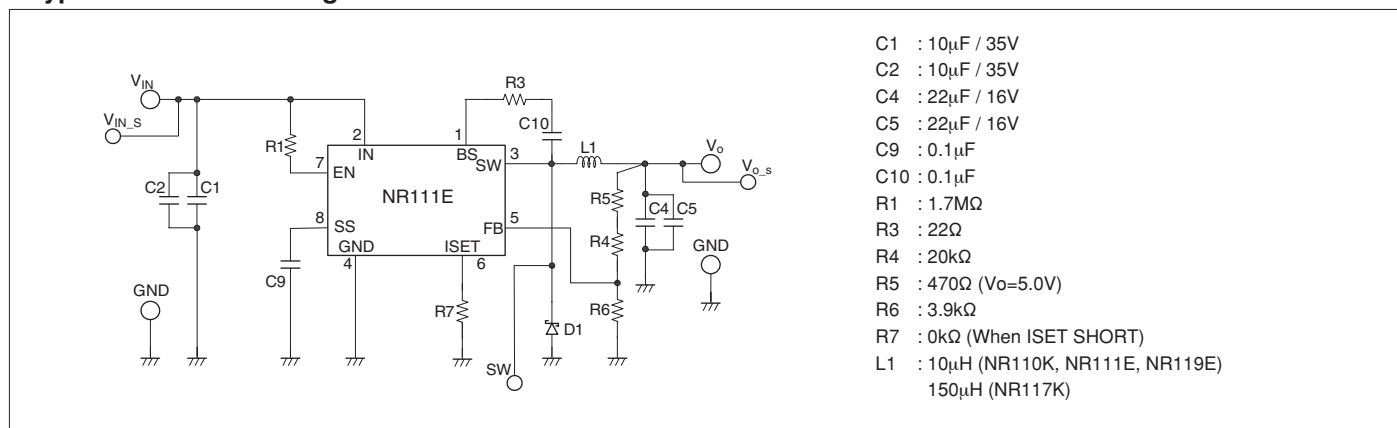 V_IN
V_IN_S
R1
2
IN
7
EN
C2
C1
NR111E
8
SS
GND
4
C9
GND
ISET
6
R7
1
BS
R3
C10
3
SW
L1
V_o
V_o_s
R5
C4
C5
5
FB
R4
R6
GND
D1
SW
C1 : 10μF / 35V
C2 : 10μF / 35V
C4 : 22μF / 16V
C5 : 22μF / 16V
C9 : 0.1μF
C10 : 0.1μF
R1 : 1.7MΩ
R3 : 22Ω
R4 : 20kΩ
R5 : 470Ω (Vo=5.0V)
R6 : 3.9kΩ
R7 : 0kΩ (When ISET SHORT)
L1 : 10μH (NR110K, NR111E, NR119E)
150μH (NR117K)